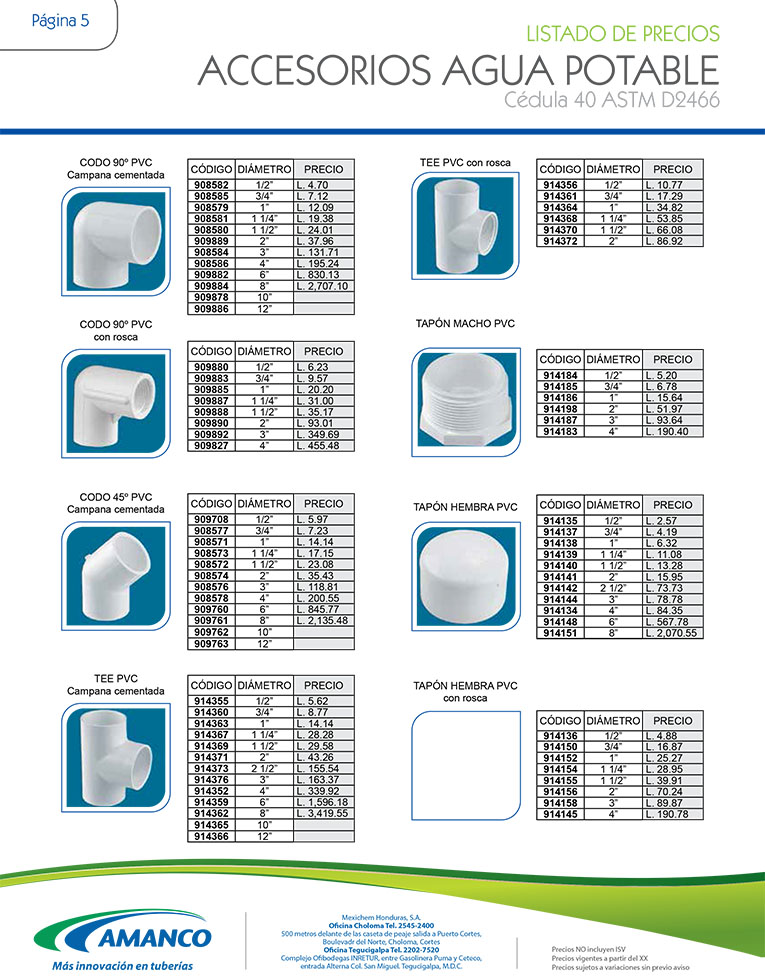 Página 5
LISTADO DE PRECIOS
ACCESORIOS AGUA POTABLE
Cédula 40 ASTM D2466
CODO 90º PVC
Campana cementada
CÓDIGO DIÁMETRO PRECIO
908582 1/2" L. 4.70
908585 3/4" L. 7.12
908579 1" L. 12.09
908581 1 1/4" L. 19.38
908580 1 1/2" L. 24.01
909889 2" L. 37.96
908584 3" L. 131.71
908586 4" L. 195.24
909882 6" L. 830.13
909884 8" L. 2,707.10
909878 10"
909886 12"
CODO 90º PVC
con rosca
CÓDIGO DIÁMETRO PRECIO
909880 1/2" L. 6.23
909883 3/4" L. 9.57
909885 1" L. 20.20
909887 1 1/4" L. 31.00
909888 1 1/2" L. 35.17
909890 2" L. 93.01
909892 3" L. 349.69
909827 4" L. 455.48
CODO 45º PVC
Campana cementada
CÓDIGO DIÁMETRO PRECIO
909708 1/2" L. 5.97
908577 3/4" L. 7.23
908571 1" L. 14.14
908573 1 1/4" L. 17.15
908572 1 1/2" L. 23.08
908574 2" L. 35.43
908576 3" L. 118.81
908578 4" L. 200.55
909760 6" L. 845.77
909761 8" L. 2,135.48
909762 10"
909763 12"
TEE PVC
Campana cementada
CÓDIGO DIÁMETRO PRECIO
914355 1/2" L. 5.62
914360 3/4" L. 8.77
914363 1" L. 14.14
914367 1 1/4" L. 28.28
914369 1 1/2" L. 29.58
914371 2" L. 43.26
914373 2 1/2" L. 155.54
914376 3" L. 163.37
914352 4" L. 339.92
914359 6" L. 1,596.18
914362 8" L. 3,419.55
914365 10"
914366 12"
TEE PVC con rosca
CÓDIGO DIÁMETRO PRECIO
914356 1/2" L. 10.77
914361 3/4" L. 17.29
914364 1" L. 34.82
914368 1 1/4" L. 53.85
914370 1 1/2" L. 66.08
914372 2" L. 86.92
TAPÓN MACHO PVC
CÓDIGO DIÁMETRO PRECIO
914184 1/2" L. 5.20
914185 3/4" L. 6.78
914186 1" L. 15.64
914198 2" L. 51.97
914187 3" L. 93.64
914183 4" L. 190.40
TAPÓN HEMBRA PVC
CÓDIGO DIÁMETRO PRECIO
914135 1/2" L. 2.57
914137 3/4" L. 4.19
914138 1" L. 6.32
914139 1 1/4" L. 11.08
914140 1 1/2" L. 13.28
914141 2" L. 15.95
914142 2 1/2" L. 73.73
914144 3" L. 78.78
914134 4" L. 84.35
914148 6" L. 567.78
914151 8" L. 2,070.55
TAPÓN HEMBRA PVC
con rosca
CÓDIGO DIÁMETRO PRECIO
914136 1/2" L. 4.88
914150 3/4" L. 16.87
914152 1" L. 25.27
914154 1 1/4" L. 28.95
914155 1 1/2" L. 39.91
914156 2" L. 70.24
914158 3" L. 89.87
914145 4" L. 190.78
AMANCO
Más innovación en tuberías
Mexichem Honduras, S.A.
Oficina Choloma Tel. 2545-2400
500 metros delante de las caseta de peaje salida a Puerto Cortes,
Boulevadr del Norte, Choloma, Cortes
Oficina Tegucigalpa Tel. 2202-7520
Complejo Ofibodegas INRETUR, entre Gasolinera Puma y Ceteco,
entrada Alterna Col. San Miguel. Tegucigalpa, M.D.C.
Precios NO incluyen ISV
Precios vigentes a partir del XX
Precios sujetos a variaciones sin previo aviso